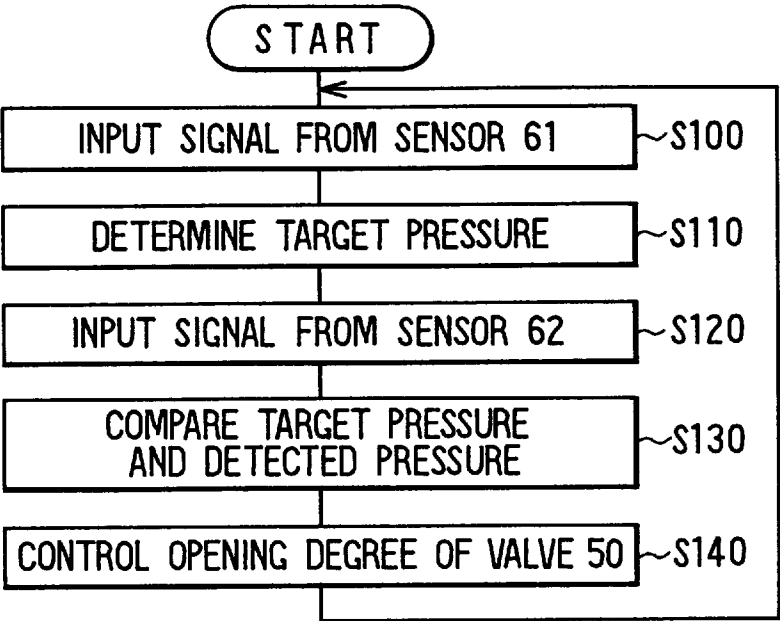 START
INPUT SIGNAL FROM SENSOR 61
S100
DETERMINE TARGET PRESSURE
S110
INPUT SIGNAL FROM SENSOR 62
S120
COMPARE TARGET PRESSURE
AND DETECTED PRESSURE
S130
CONTROL OPENING DEGREE OF VALVE 50
S140